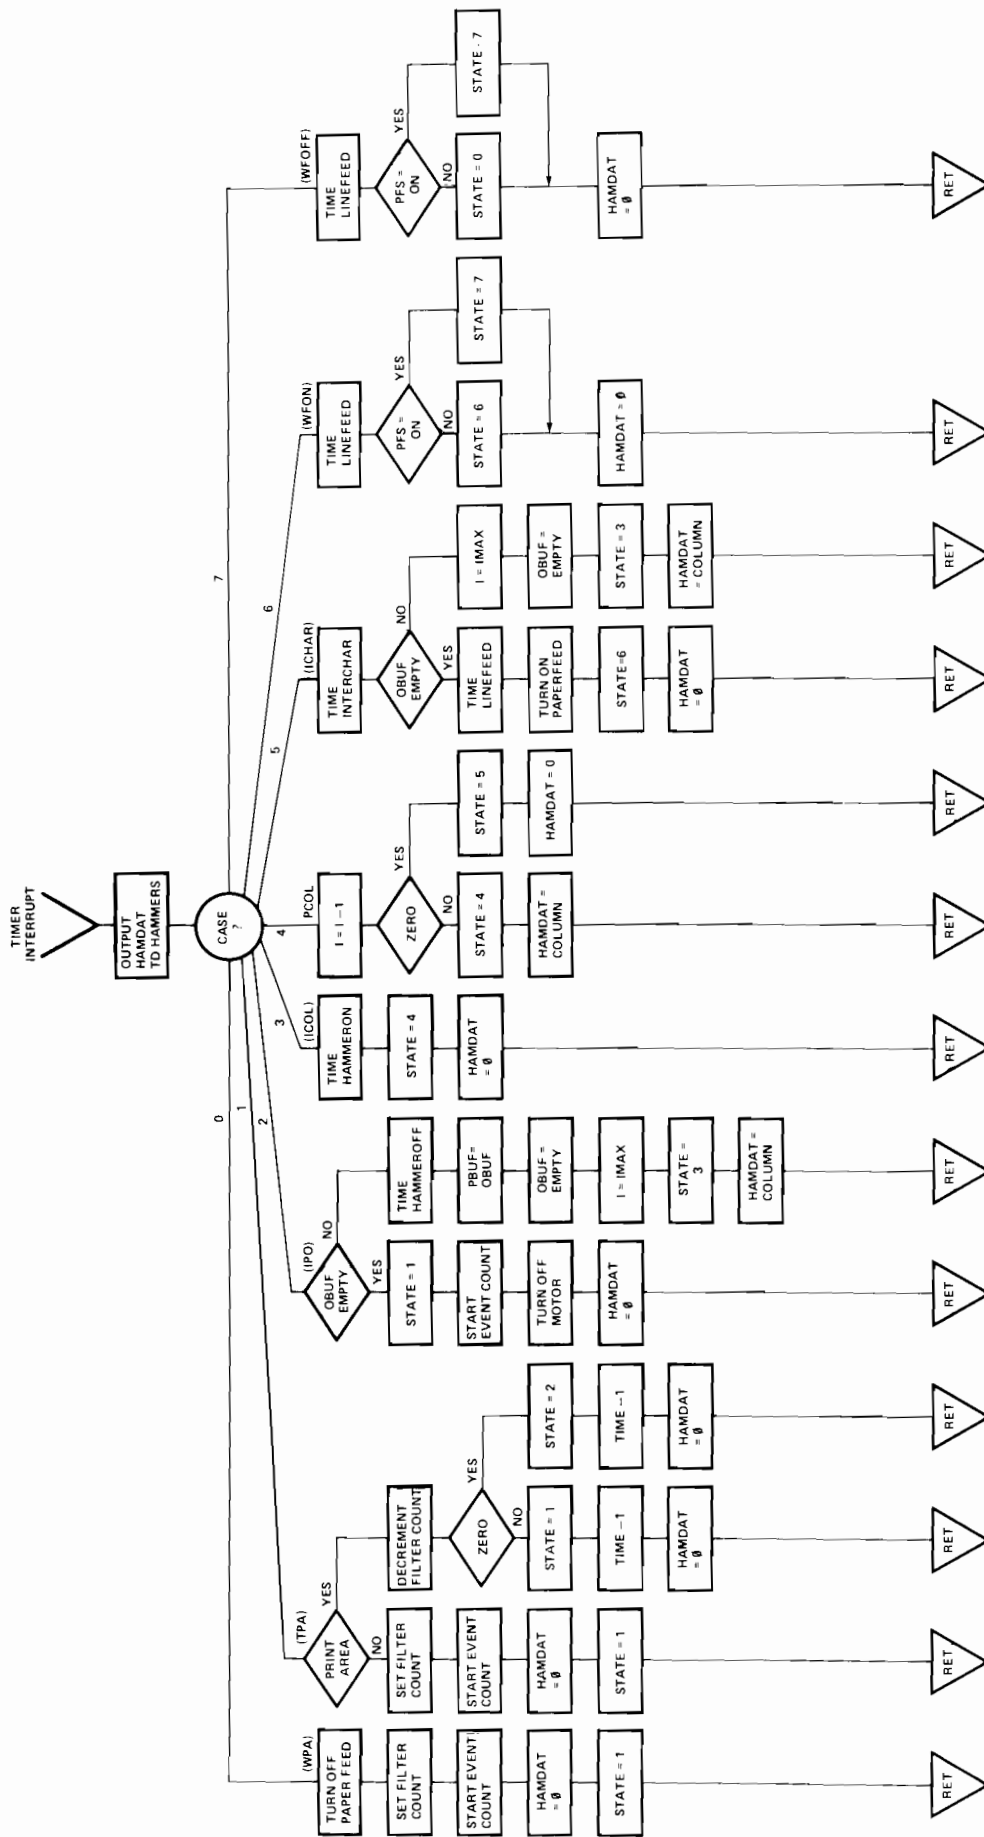 TIMER
INTERRUPT
OUTPUT
HAMDAT
TO HAMMERS
CASE
?
0
1
2
3
4
5
6
7
(WPA)
TURN OFF
PAPER FEED
SET FILTER
COUNT
START EVENT
COUNT
HAMDAT
= Ø
STATE = 1
RET
(TPA)
PRINT
AREA
NO
YES
SET FILTER
COUNT
START EVENT
COUNT
HAMDAT
= Ø
STATE = 1
RET
DECREMENT
FILTER COUNT
ZERO
NO
YES
STATE = 1
TIME -1
HAMDAT
= Ø
RET
STATE = 2
TIME -1
HAMDAT
= Ø
RET
(IPO)
OBUF
EMPTY
YES
NO
STATE = 1
START
EVENT COUNT
TURN OFF
MOTOR
HAMDAT
= Ø
RET
TIME
HAMMEROFF
PBUF=
OBUF
OBUF =
EMPTY
I = IMAX
STATE =
3
HAMDAT =
COLUMN
RET
(ICOL)
TIME
HAMMERON
STATE = 4
HAMDAT
= Ø
RET
PCOL
I = I - 1
ZERO
NO
YES
STATE = 4
HAMDAT =
COLUMN
RET
STATE = 5
HAMDAT = 0
RET
(ICHAR)
TIME
INTERCHAR
OBUF
EMPTY
YES
NO
TIME
LINEFEED
TURN ON
PAPERFEED
STATE=6
HAMDAT
= Ø
RET
I = IMAX
OBUF =
EMPTY
STATE = 3
HAMDAT
= COLUMN
RET
(WFON)
TIME
LINEFEED
PFS =
ON
NO
YES
STATE = 6
STATE = 7
HAMDAT = Ø
RET
(WFOFF)
TIME
LINEFEED
PFS =
ON
NO
YES
STATE = 0
STATE - 7
HAMDAT
= Ø
RET